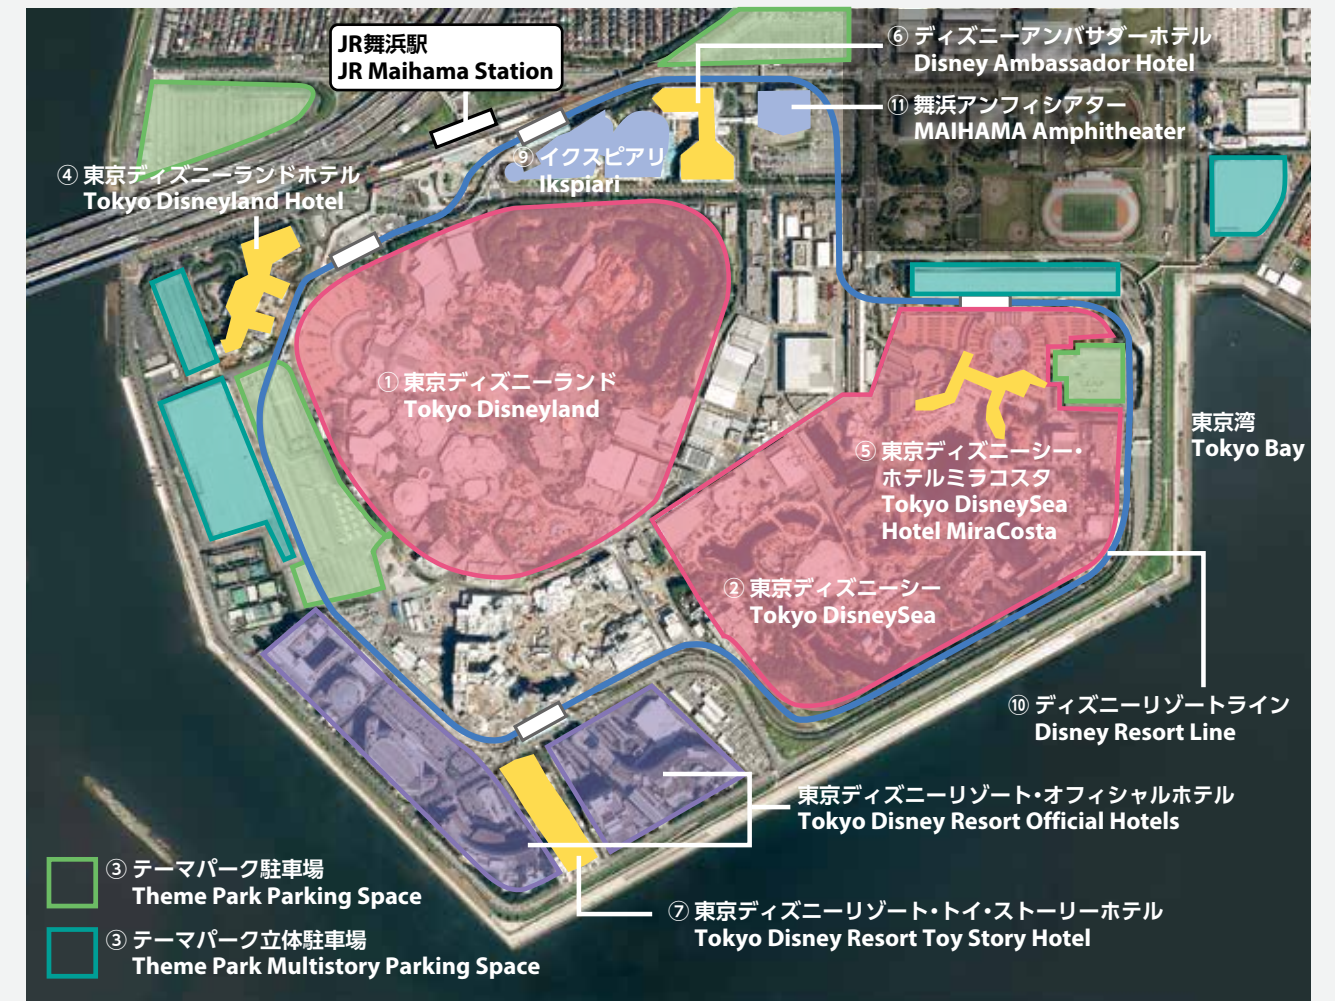 JR舞浜駅
JR Maihama Station
⑥ ディズニーアンバサダーホテル
Disney Ambassador Hotel
⑪ 舞浜アンフィシアター
MAIHAMA Amphitheater
⑨ イクスピアリ
Ikspiari
④ 東京ディズニーランドホテル
Tokyo Disneyland Hotel
① 東京ディズニーランド
Tokyo Disneyland
東京湾
Tokyo Bay
⑤ 東京ディズニーシー・
ホテルミラコスタ
Tokyo DisneySea
Hotel MiraCosta
② 東京ディズニーシー
Tokyo DisneySea
⑩ ディズニーリゾートライン
Disney Resort Line
東京ディズニーリゾート・オフィシャルホテル
Tokyo Disney Resort Official Hotels
⑦ 東京ディズニーリゾート・トイ・ストーリーホテル
Tokyo Disney Resort Toy Story Hotel
③ テーマパーク駐車場
Theme Park Parking Space
③ テーマパーク立体駐車場
Theme Park Multistory Parking Space